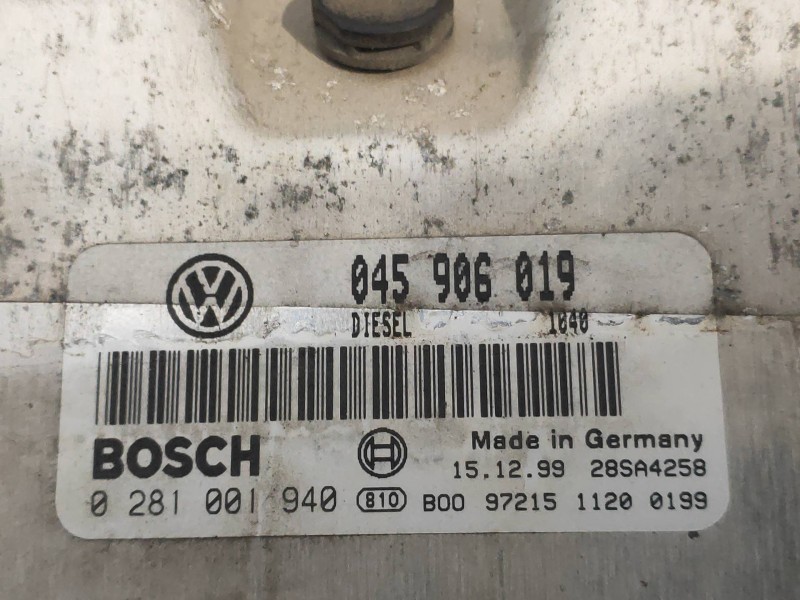 045 906 019
DIESEL 1040
BOSCH
Made in Germany
15.12.99 28SA4258
0 281 001 940 810 B00 97215 1120 0199